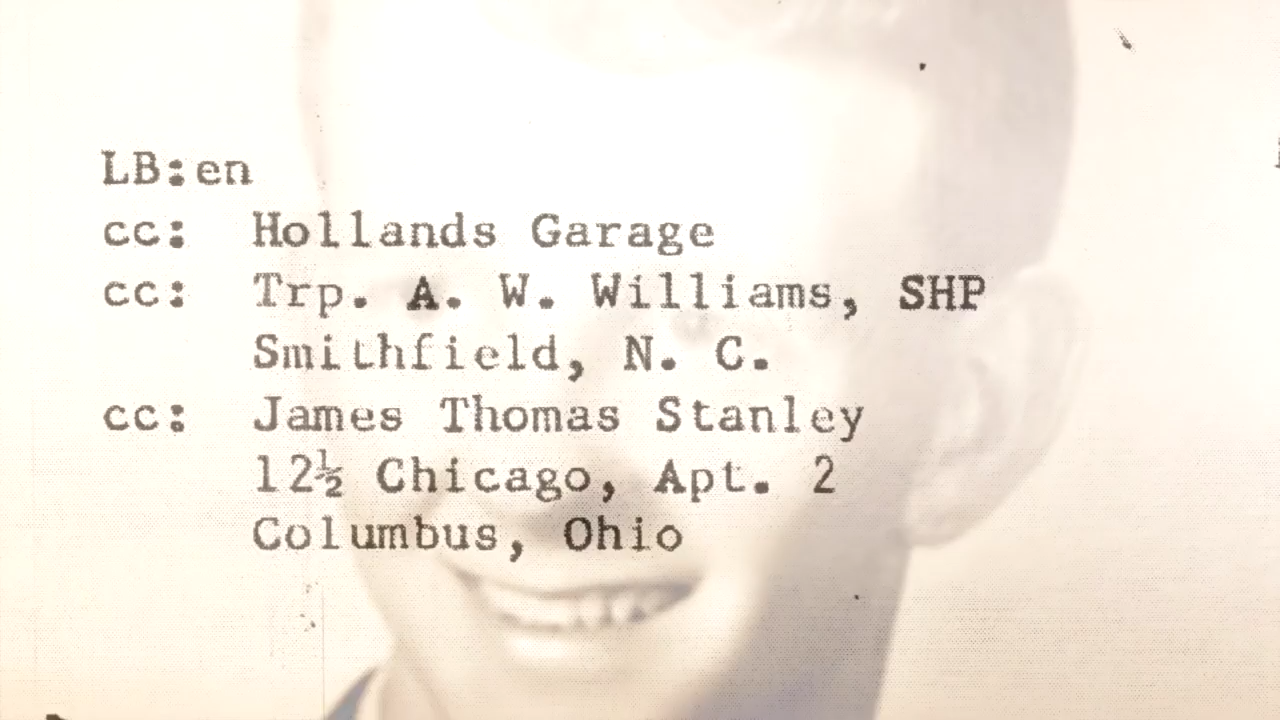 LB:en
cc: Hollands Garage
cc: Trp. A. W. Williams, SHP
Smithfield, N. C.
cc: James Thomas Stanley
12½ Chicago, Apt. 2
Columbus, Ohio